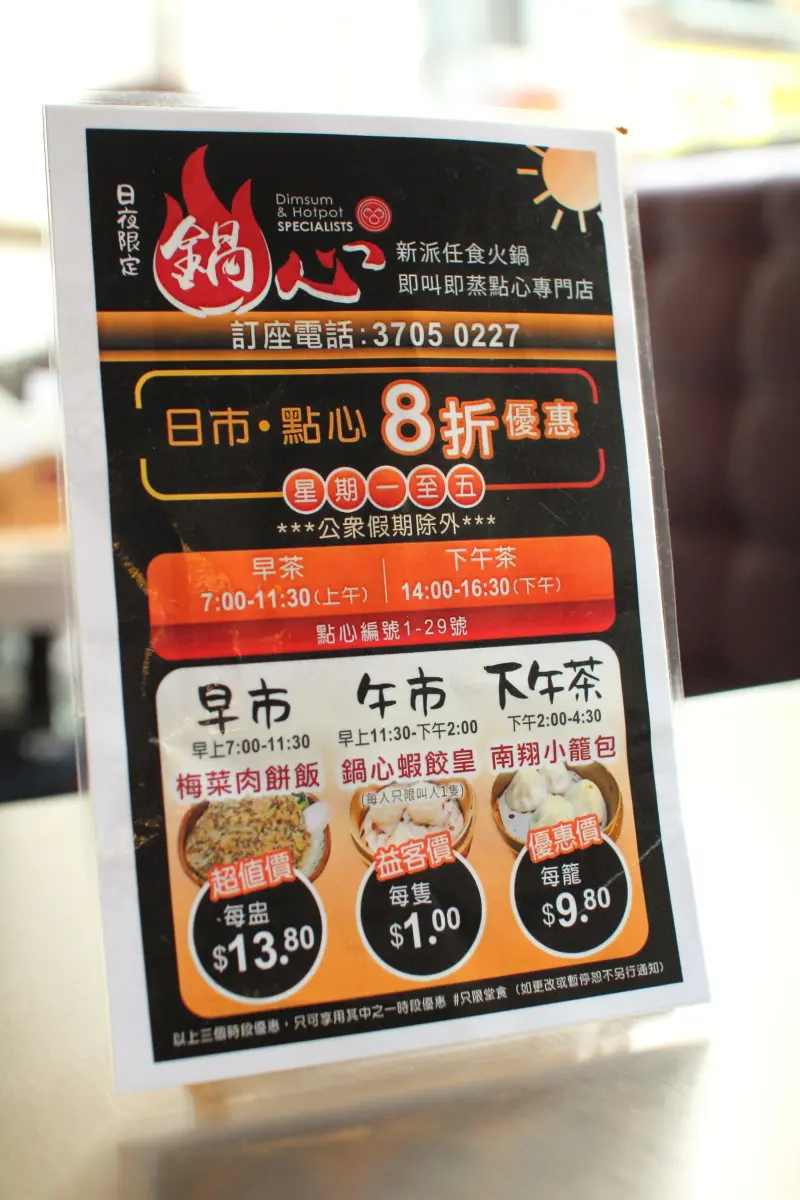 日夜限定
鍋心
Dimsum
& Hotpot
SPECIALISTS
新派任食火鍋
即叫即蒸點心專門店
訂座電話:3705 0227
日市•點心8折優惠
星期一至五
***公眾假期除外***
早茶
7:00-11:30(上午)
下午茶
14:00-16:30(下午)
點心編號1-29號
早市
早上7:00-11:30
梅菜肉餅飯
超值價
每盅
$13.80
午市
早上11:30-下午2:00
鍋心蝦餃皇
(每人只限叫人1隻)
益客價
每隻
$1.00
下午茶
下午2:00-4:30
南翔小籠包
優惠價
每籠
$9.80
以上三個時段優惠，只可享用其中之一時段優惠 #只限堂食 (如更改或暫停恕不另行通知)